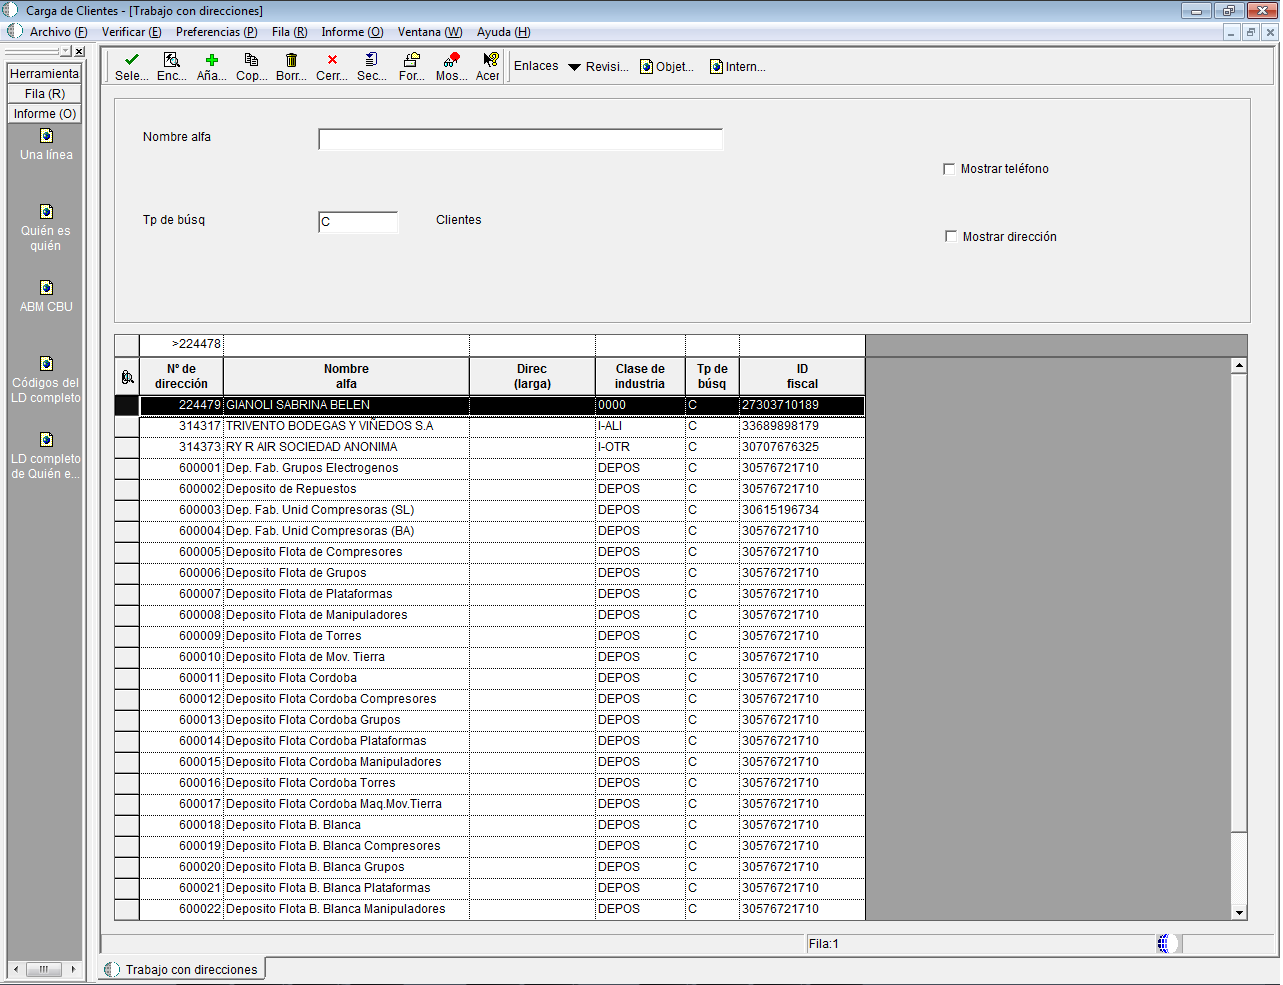 Carga de Clientes - [Trabajo con direcciones]
Archivo (F) Verificar (E) Preferencias (P) Fila (R) Informe (O) Ventana (W) Ayuda (H)
Herramienta
Fila (R)
Informe (O)
Una línea
Quién es
quién
ABM CBU
Códigos del
LD completo
LD completo
de Quién e...
Sele... Enc... Aña... Cop... Borr... Cerr... Sec... For... Mos... Acer Enlaces Revisi... Objet... Intern...
Nombre alfa
Mostrar teléfono
Tp de búsq C Clientes
Mostrar dirección
>224478
Nº de dirección Nombre alfa Direc (larga) Clase de industria Tp de búsq ID fiscal
224479 GIANOLI SABRINA BELEN 0000 C 27303710189
314317 TRIVENTO BODEGAS Y VIÑEDOS S.A I-ALI C 33689898179
314373 RY R AIR SOCIEDAD ANONIMA I-OTR C 30707676325
600001 Dep. Fab. Grupos Electrogenos DEPOS C 30576721710
600002 Deposito de Repuestos DEPOS C 30576721710
600003 Dep. Fab. Unid Compresoras (SL) DEPOS C 30615196734
600004 Dep. Fab. Unid Compresoras (BA) DEPOS C 30576721710
600005 Deposito Flota de Compresores DEPOS C 30576721710
600006 Deposito Flota de Grupos DEPOS C 30576721710
600007 Deposito Flota de Plataformas DEPOS C 30576721710
600008 Deposito Flota de Manipuladores DEPOS C 30576721710
600009 Deposito Flota de Torres DEPOS C 30576721710
600010 Deposito Flota de Mov. Tierra DEPOS C 30576721710
600011 Deposito Flota Cordoba DEPOS C 30576721710
600012 Deposito Flota Cordoba Compresores DEPOS C 30576721710
600013 Deposito Flota Cordoba Grupos DEPOS C 30576721710
600014 Deposito Flota Cordoba Plataformas DEPOS C 30576721710
600015 Deposito Flota Cordoba Manipuladores DEPOS C 30576721710
600016 Deposito Flota Cordoba Torres DEPOS C 30576721710
600017 Deposito Flota Cordoba Maq.Mov.Tierra DEPOS C 30576721710
600018 Deposito Flota B. Blanca DEPOS C 30576721710
600019 Deposito Flota B. Blanca Compresores DEPOS C 30576721710
600020 Deposito Flota B. Blanca Grupos DEPOS C 30576721710
600021 Deposito Flota B. Blanca Plataformas DEPOS C 30576721710
600022 Deposito Flota B. Blanca Manipuladores DEPOS C 30576721710
Fila:1
Trabajo con direcciones